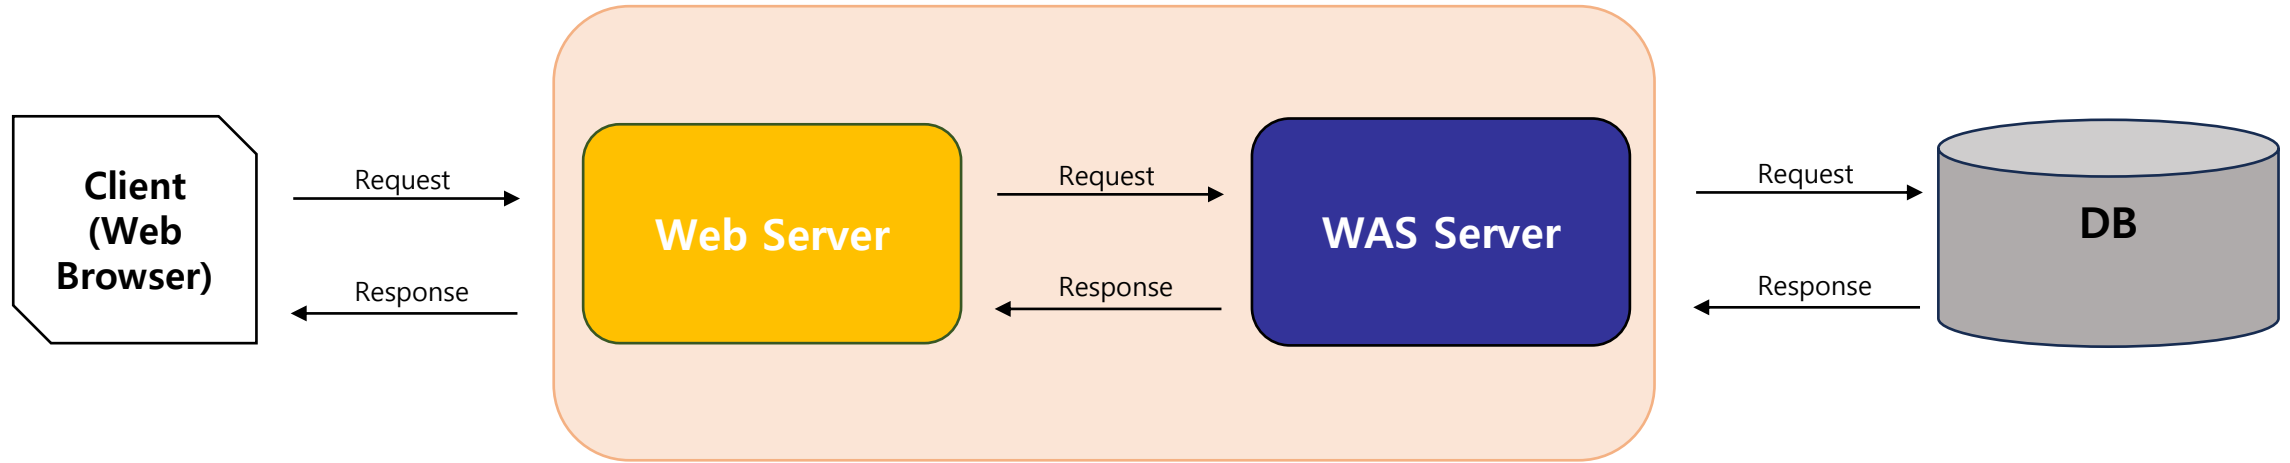 Client
(Web
Browser)
Request
Response
Web Server
Request
Response
WAS Server
Request
Response
DB